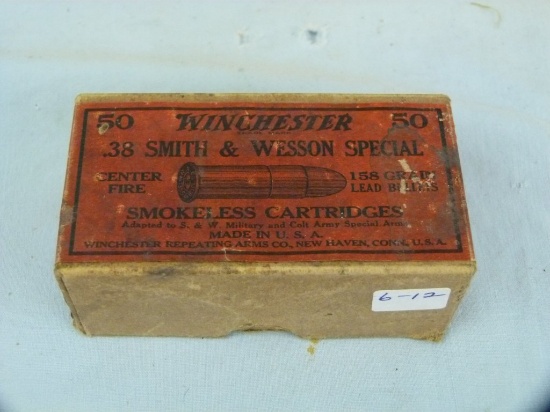 50 WINCHESTER 50
.38 SMITH & WESSON SPECIAL
CENTER FIRE
158 GRAIN LEAD BULLETS
SMOKELESS CARTRIDGES
Adapted to S. & W. Military and Colt Army Special Arms
MADE IN U.S.A.
WINCHESTER REPEATING ARMS CO., NEW HAVEN, CONN., U.S.A.
6-12